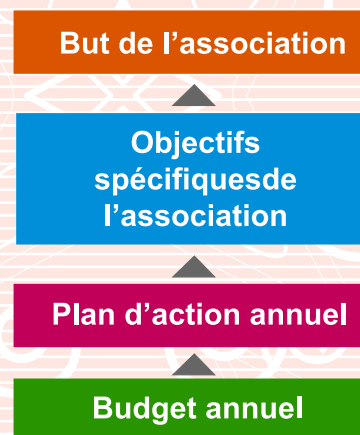 But de l’association
Objectifs
spécifiquesde
l’association
Plan d’action annuel
Budget annuel